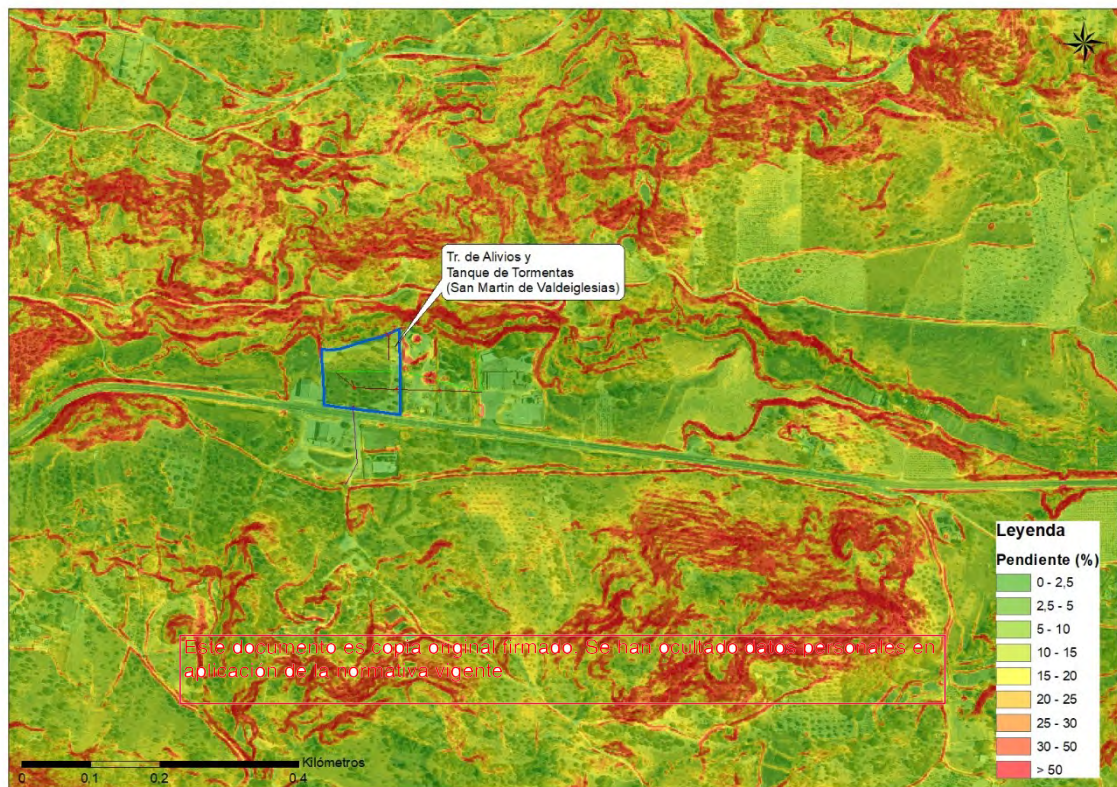 Tr. de Alivios y
Tanque de Tormentas
(San Martin de Valdeiglesias)
Leyenda
Pendiente (%)
0 - 2,5
2,5 - 5
5 - 10
10 - 15
15 - 20
20 - 25
25 - 30
30 - 50
> 50
Este documento es copia original firmado. Se han ocultado datos personales en
aplicación de la normativa vigente
Kilómetros
0 0,1 0,2 0,4